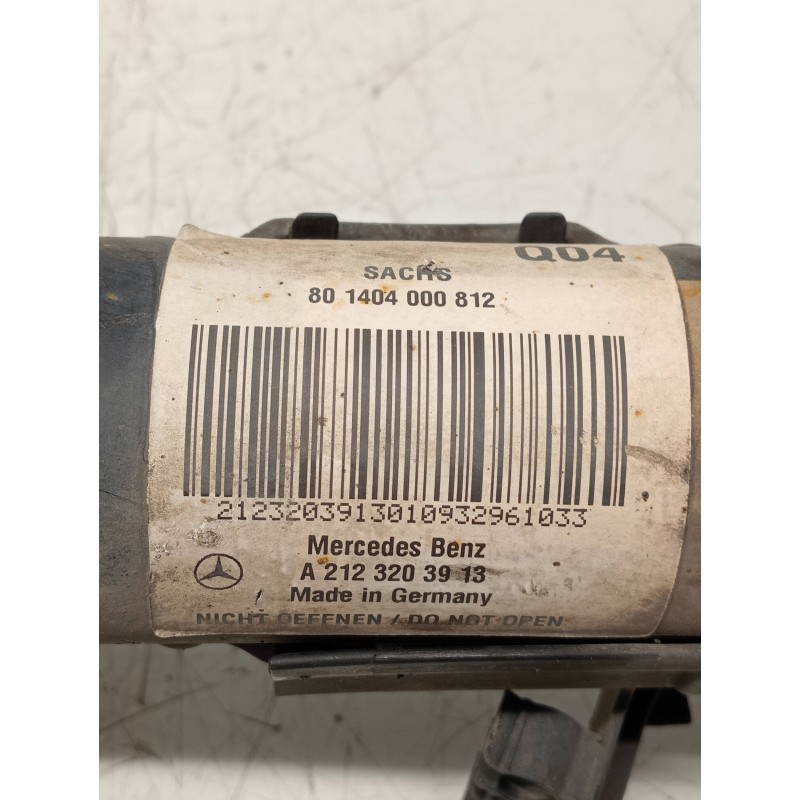 Q04
SACHS
80 1404 000 812
2123203913010932961033
Mercedes Benz
A 212 320 39 13
Made in Germany
NICHT OEFFNEN / DO NOT OPEN